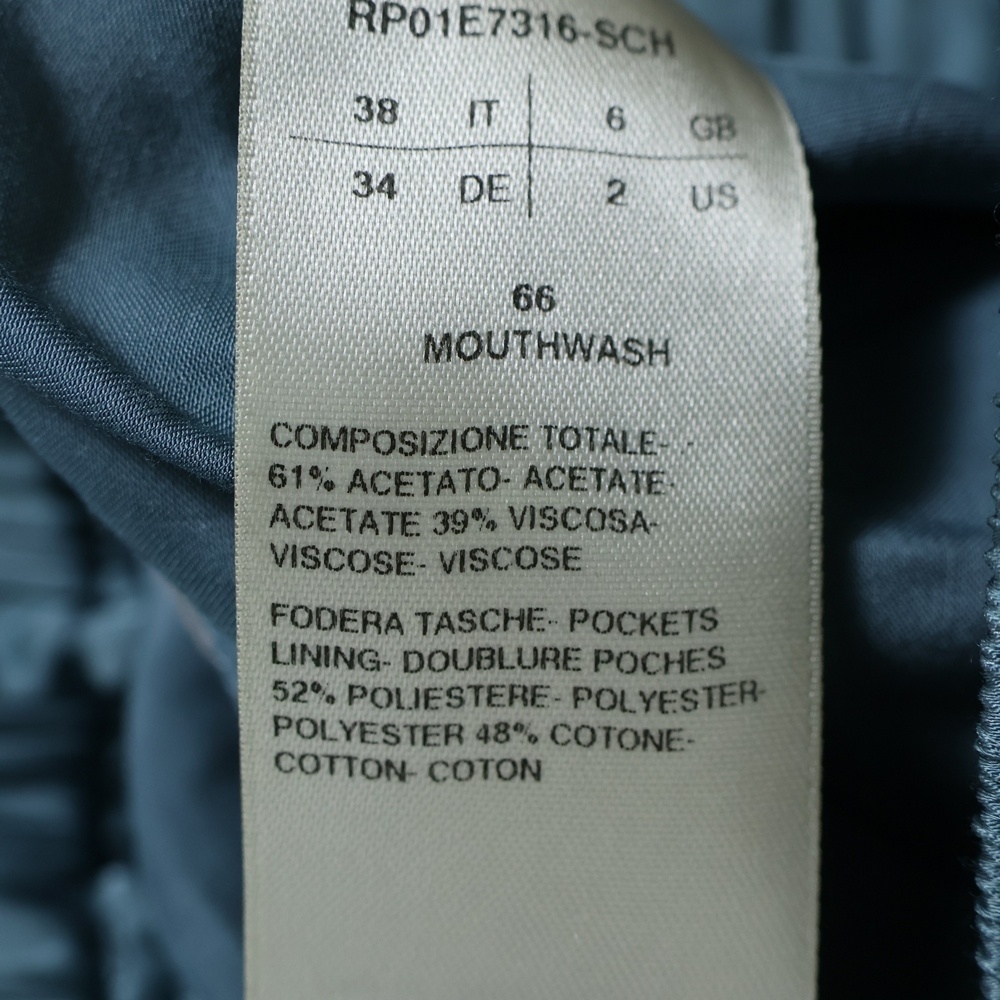 RP01E7316-SCH
38 IT 6 GB
34 DE 2 US
66
MOUTHWASH
COMPOSIZIONE TOTALE-
61% ACETATO- ACETATE-
ACETATE 39% VISCOSA-
VISCOSE- VISCOSE
FODERA TASCHE- POCKETS
LINING- DOUBLURE POCHES
52% POLIESTERE- POLYESTER-
POLYESTER 48% COTONE-
COTTON- COTON